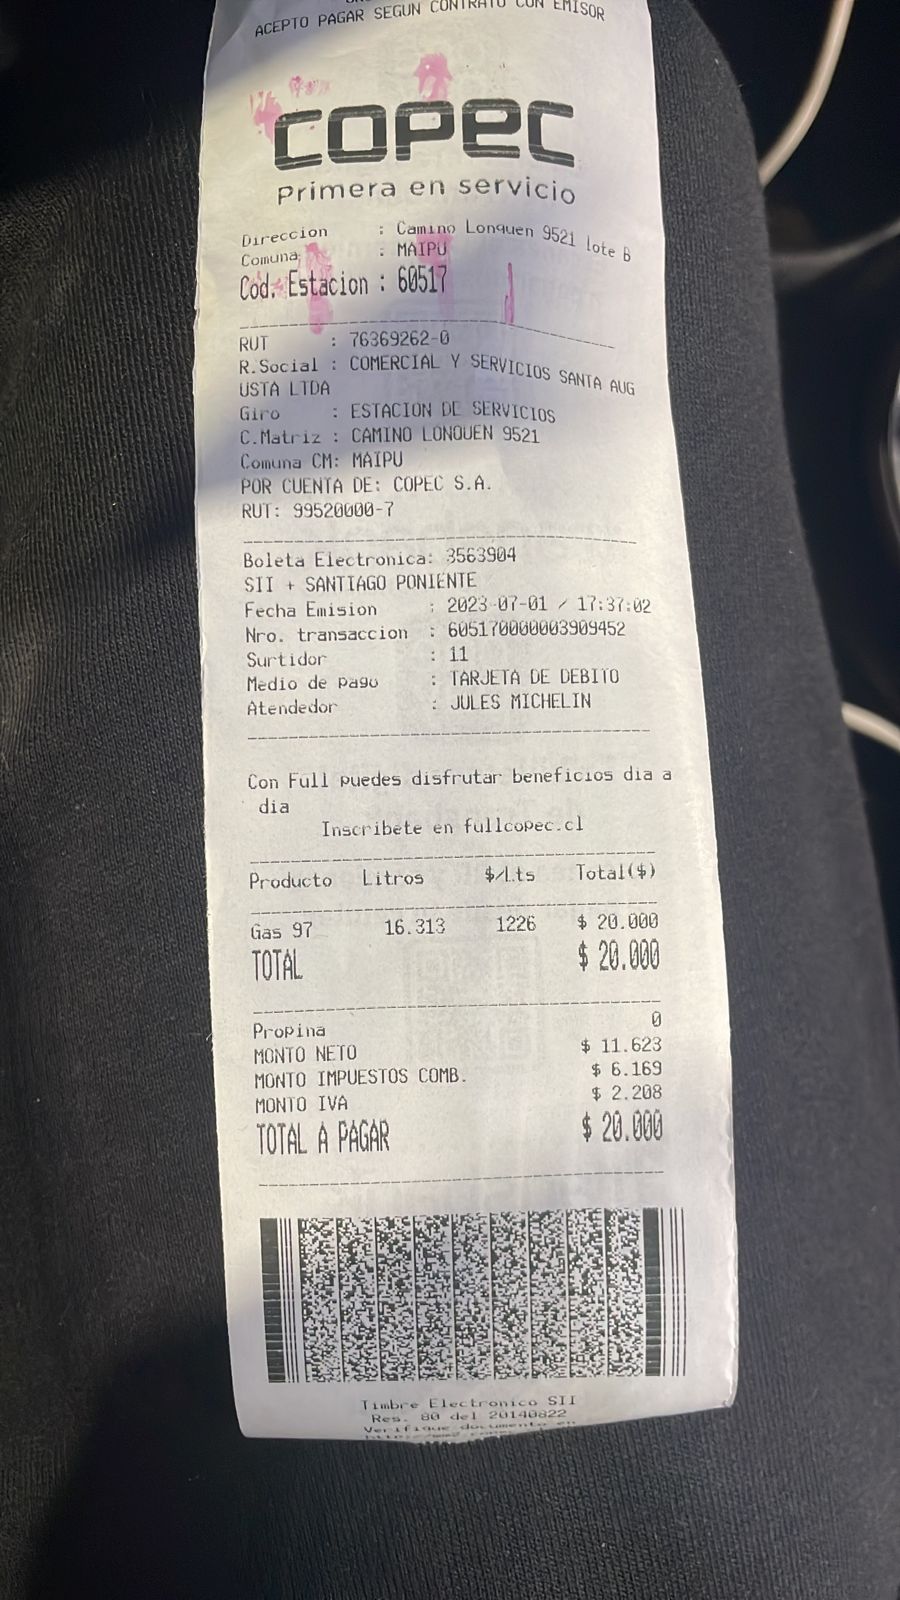 ACEPTO PAGAR SEGUN CONTRATO CON EMISOR
COPEC
Primera en servicio
Direccion : Camino Lonquen 9521 lote B
Comuna : MAIPU
Cod. Estacion : 60517
RUT : 76369262-0
R.Social : COMERCIAL Y SERVICIOS SANTA AUG
USTA LTDA
Giro : ESTACION DE SERVICIOS
C.Matriz : CAMINO LONQUEN 9521
Comuna CM: MAIPU
POR CUENTA DE: COPEC S.A.
RUT: 99520000-7
Boleta Electronica: 3563904
SII + SANTIAGO PONIENTE
Fecha Emision : 2023-07-01 / 17:37:02
Nro. transaccion : 605170000003909452
Surtidor : 11
Medio de pago : TARJETA DE DEBITO
Atendedor : JULES MICHELIN
Con Full puedes disfrutar beneficios dia a
dia
Inscribete en fullcopec.cl
Producto Litros $/Lts Total($)
Gas 97 16.313 1226 $ 20.000
TOTAL $ 20.000
Propina 0
MONTO NETO $ 11.623
MONTO IMPUESTOS COMB. $ 6.169
MONTO IVA $ 2.208
TOTAL A PAGAR $ 20.000
Timbre Electronico SII
Res. 80 del 20140822
Verifique documento en